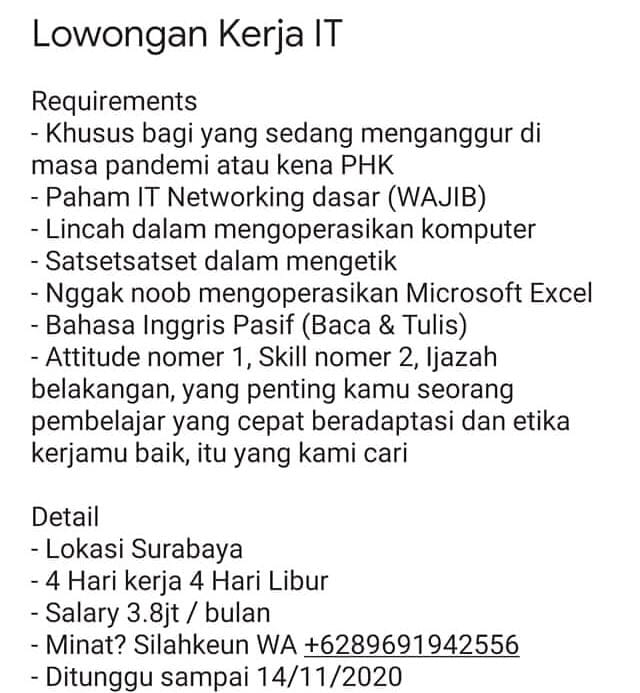 Lowongan Kerja IT
Requirements
- Khusus bagi yang sedang menganggur di
masa pandemi atau kena PHK
- Paham IT Networking dasar (WAJIB)
- Lincah dalam mengoperasikan komputer
- Satsetsatset dalam mengetik
- Nggak noob mengoperasikan Microsoft Excel
- Bahasa Inggris Pasif (Baca & Tulis)
- Attitude nomer 1, Skill nomer 2, Ijazah
belakangan, yang penting kamu seorang
pembelajar yang cepat beradaptasi dan etika
kerjamu baik, itu yang kami cari
Detail
- Lokasi Surabaya
- 4 Hari kerja 4 Hari Libur
- Salary 3.8jt / bulan
- Minat? Silahkeun WA +6289691942556
- Ditunggu sampai 14/11/2020